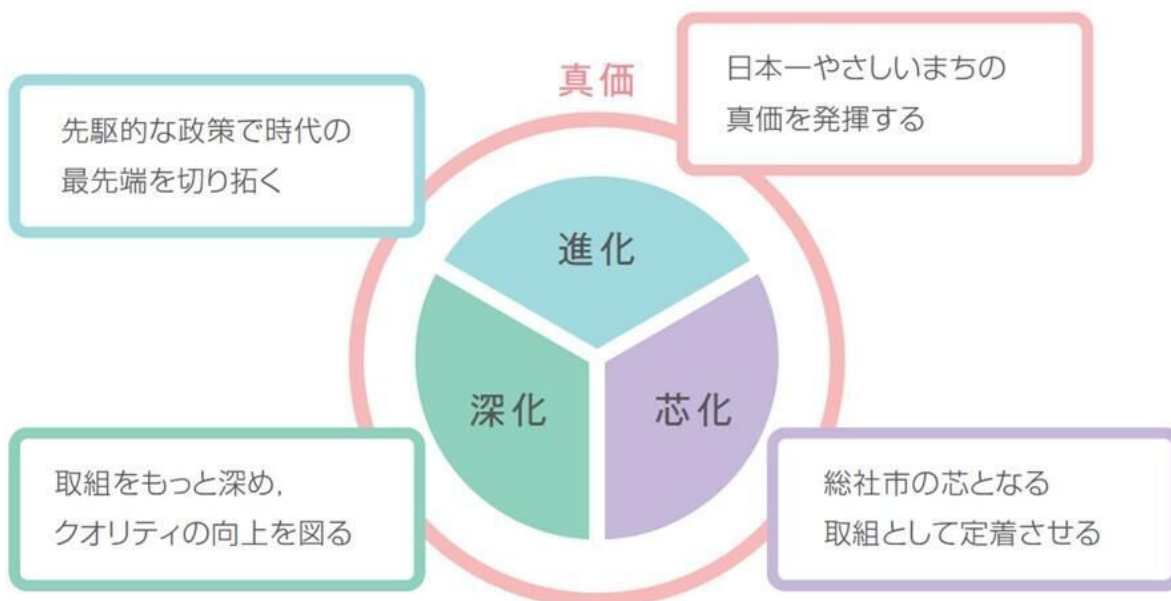 真価
日本一やさしいまちの
真価を発揮する
先駆的な政策で時代の
最先端を切り拓く
進化
深化
芯化
取組をもっと深め，
クオリティの向上を図る
総社市の芯となる
取組として定着させる